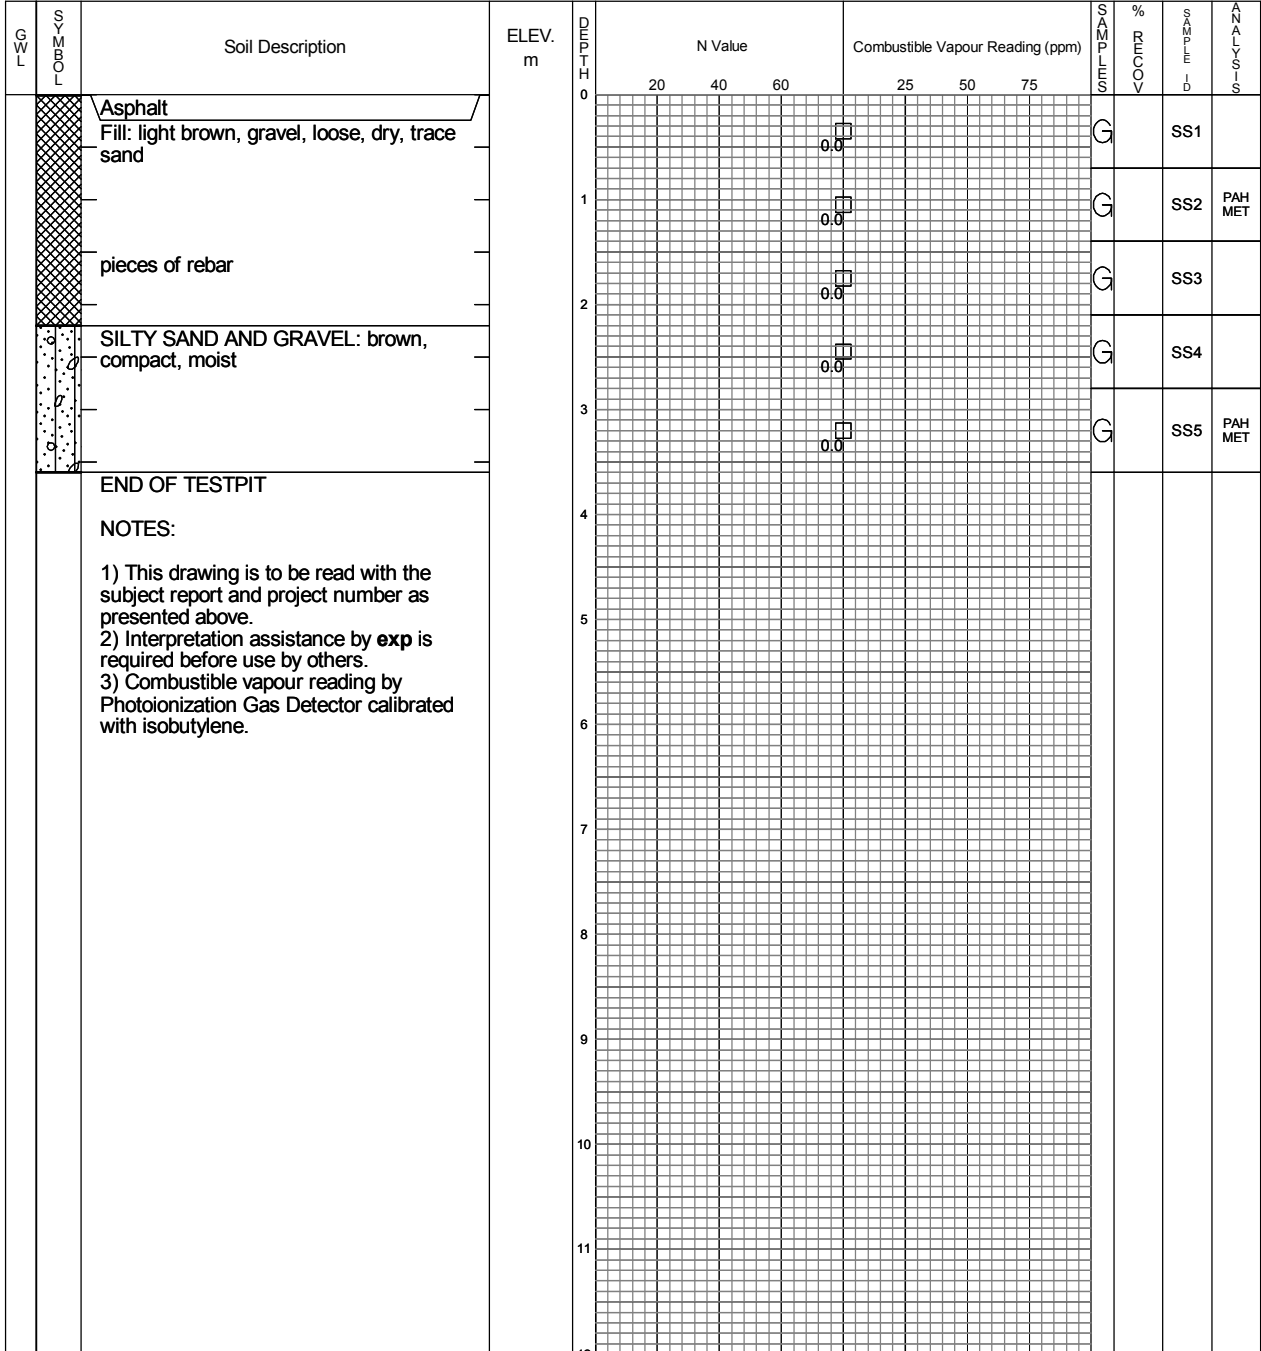 GWL
SYMBOL
Soil Description
ELEV.
m
DEPTH
N Value
Combustible Vapour Reading (ppm)
SAMPLES
% RECOV
SAMPLE ID
ANALYSIS
20 40 60 25 50 75
0
Asphalt
Fill: light brown, gravel, loose, dry, trace
sand
0.0
G
SS1
1
0.0
G
SS2
PAH
MET
pieces of rebar
0.0
G
SS3
2
SILTY SAND AND GRAVEL: brown,
compact, moist
0.0
G
SS4
3
0.0
G
SS5
PAH
MET
END OF TESTPIT
4
NOTES:
1) This drawing is to be read with the
subject report and project number as
presented above.
5
2) Interpretation assistance by exp is
required before use by others.
3) Combustible vapour reading by
Photoionization Gas Detector calibrated
with isobutylene.
6
7
8
9
10
11